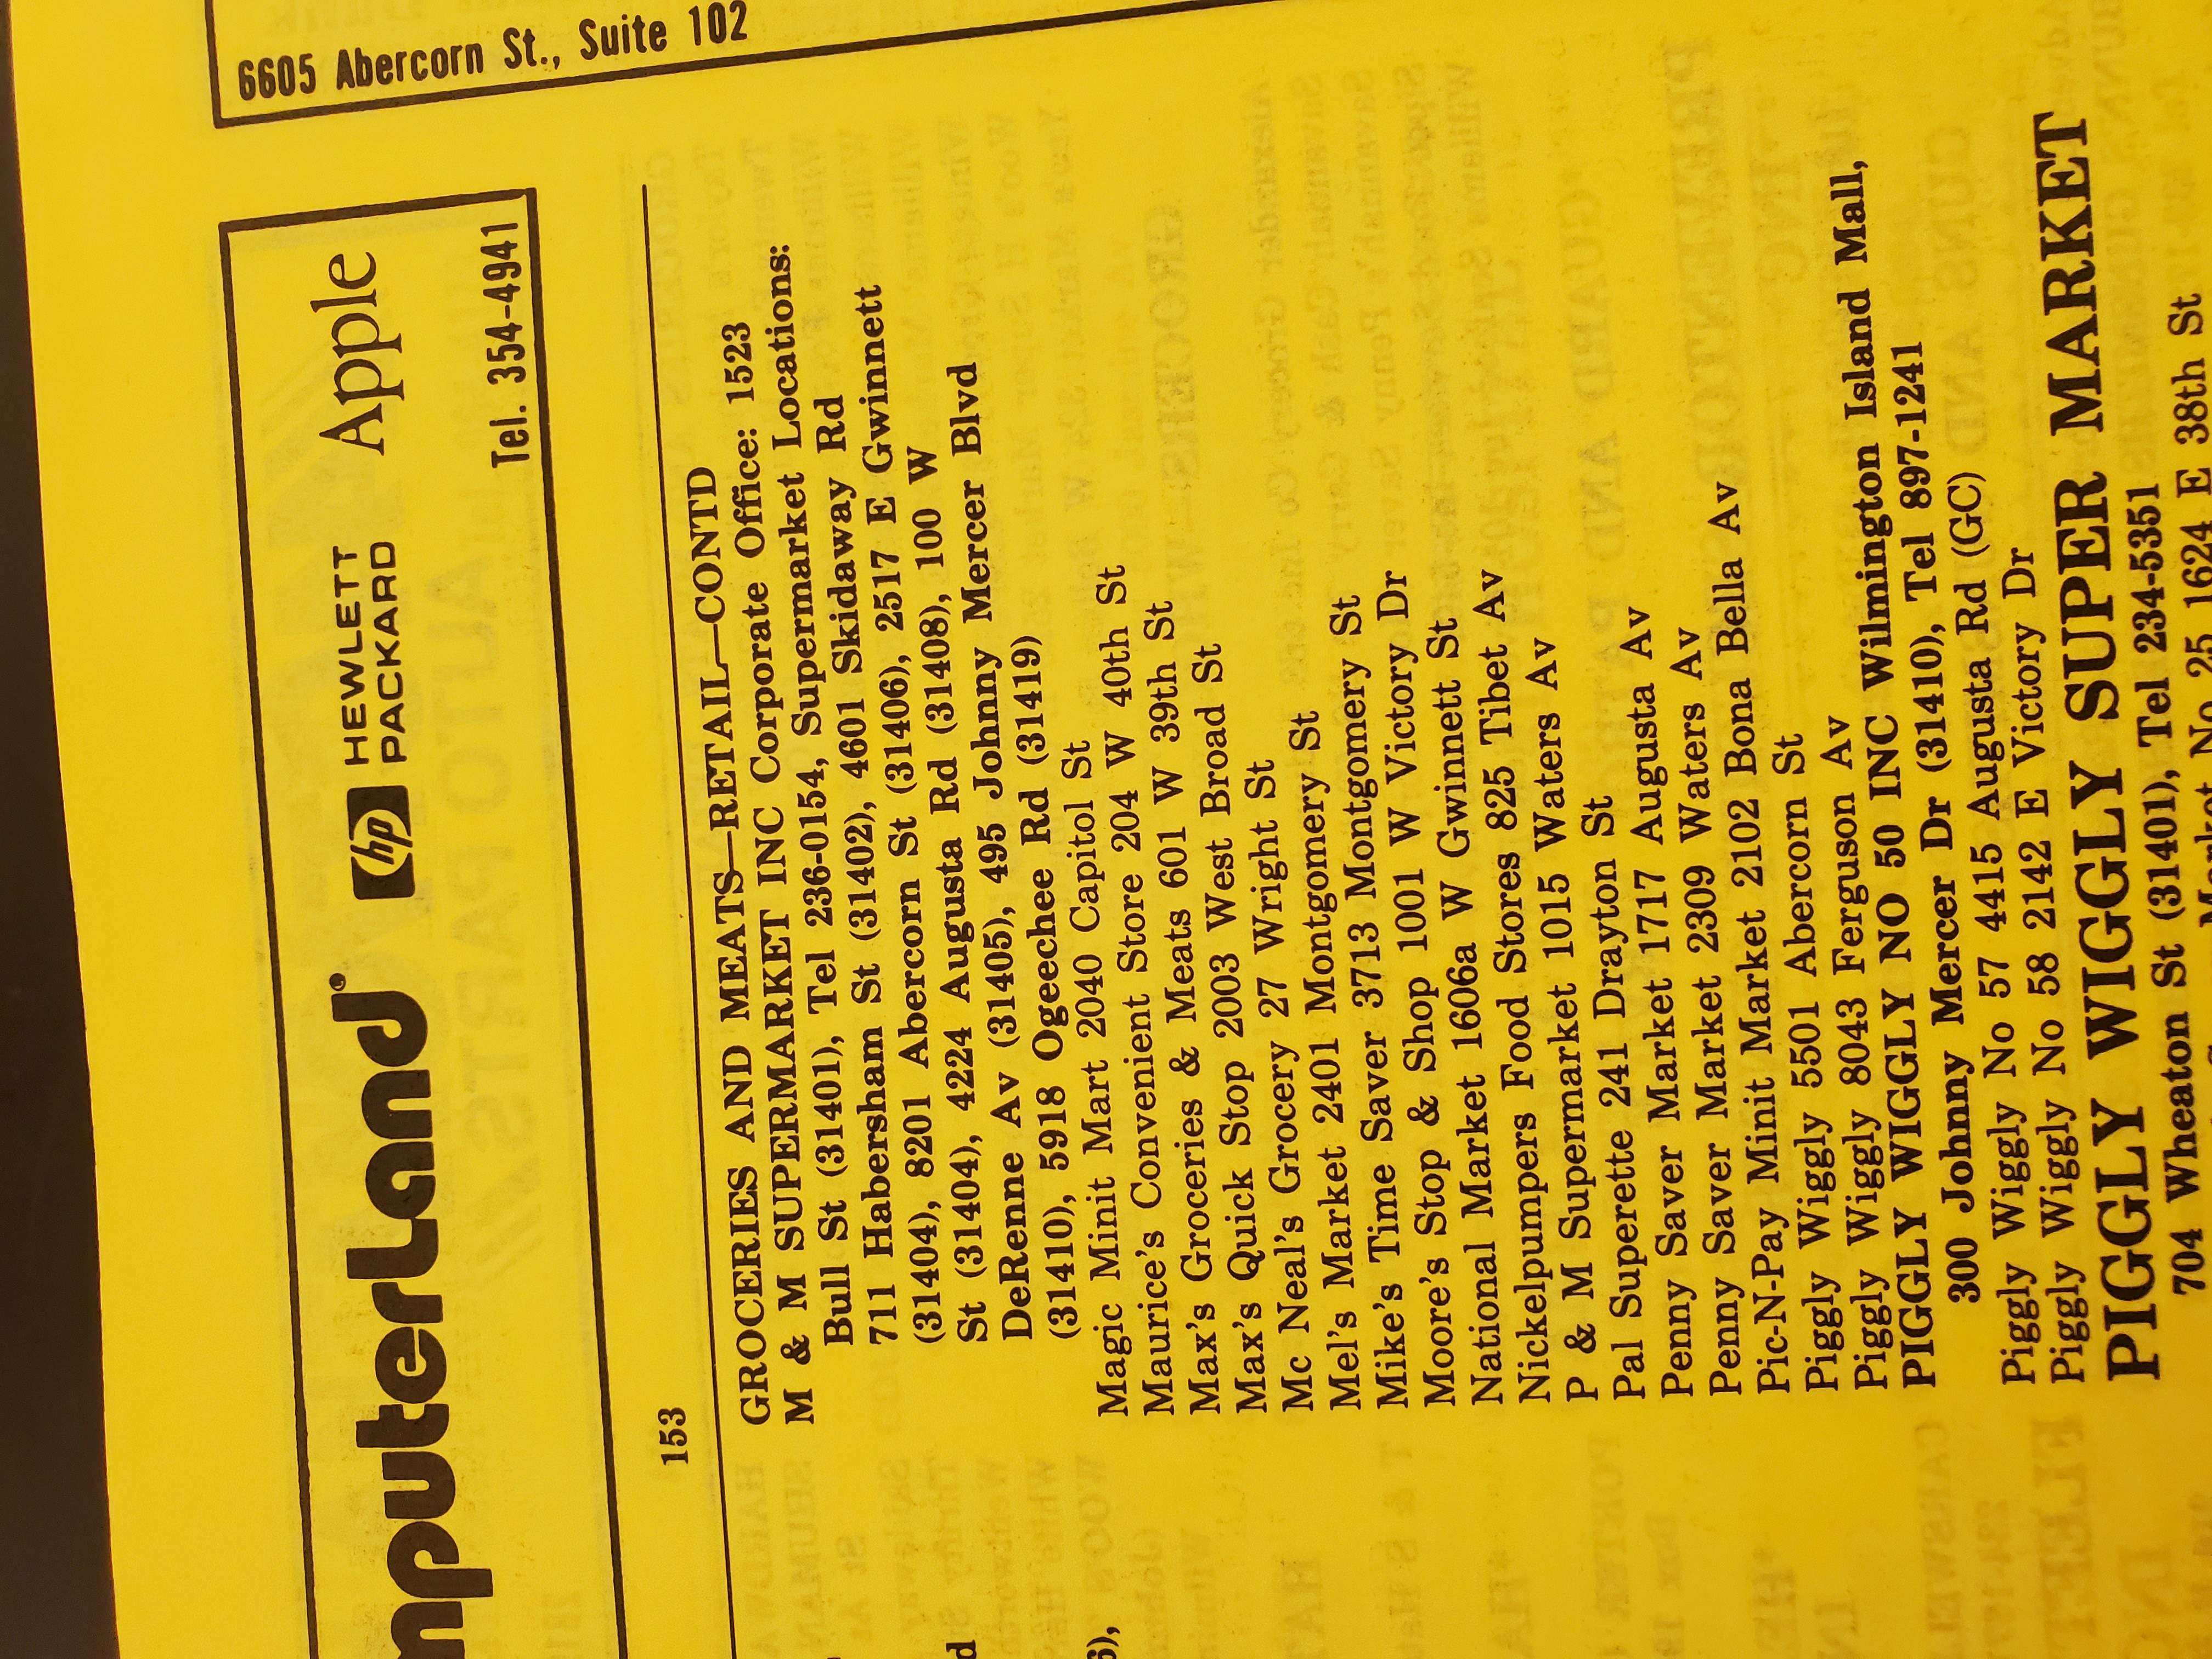 6605 Abercorn St., Suite 102
mputerLand®
hp HEWLETT
PACKARD
Apple
Tel. 354-4941
153
GROCERIES AND MEATS—RETAIL—CONTD
M & M SUPERMARKET INC Corporate Office: 1523
Bull St (31401), Tel 236-0154, Supermarket Locations:
711 Habersham St (31402), 4601 Skidaway Rd
(31404), 8201 Abercorn St (31406), 2517 E Gwinnett
St (31404), 4224 Augusta Rd (31408), 100 W
DeRenne Av (31405), 495 Johnny Mercer Blvd
(31410), 5918 Ogeechee Rd (31419)
Magic Minit Mart 2040 Capitol St
Maurice's Convenient Store 204 W 40th St
Max's Groceries & Meats 601 W 39th St
Max's Quick Stop 2003 West Broad St
Mc Neal's Grocery 27 Wright St
Mel's Market 2401 Montgomery St
Mike's Time Saver 3713 Montgomery St
Moore's Stop & Shop 1001 W Victory Dr
National Market 1606a W Gwinnett St
Nickelpumpers Food Stores 825 Tibet Av
P & M Supermarket 1015 Waters Av
Pal Superette 241 Drayton St
Penny Saver Market 1717 Augusta Av
Penny Saver Market 2309 Waters Av
Pic-N-Pay Minit Market 2102 Bona Bella Av
Piggly Wiggly 5501 Abercorn St
Piggly Wiggly 8043 Ferguson Av
PIGGLY WIGGLY NO 50 INC Wilmington Island Mall,
300 Johnny Mercer Dr (31410), Tel 897-1241
Piggly Wiggly No 57 4415 Augusta Rd (GC)
Piggly Wiggly No 58 2142 E Victory Dr
PIGGLY WIGGLY SUPER MARKET
704 Wheaton St (31401), Tel 234-5351
Market No 25 1624 E 38th St
d
6),